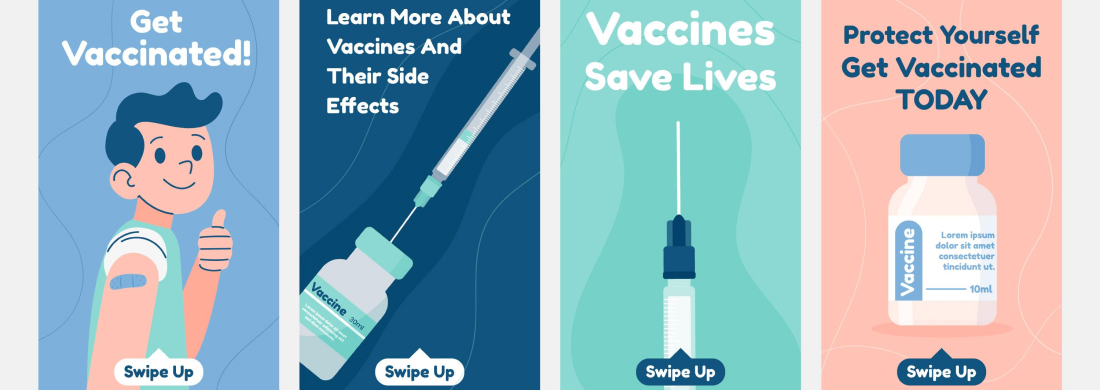 Get
Vaccinated!
Swipe Up
Learn More About
Vaccines And
Their Side
Effects
Vaccine 30ml
Swipe Up
Vaccines
Save Lives
Swipe Up
Protect Yourself
Get Vaccinated
TODAY
Vaccine
Lorem ipsum
dolor sit amet
consectetuer
tincidunt ut.
10ml
Swipe Up